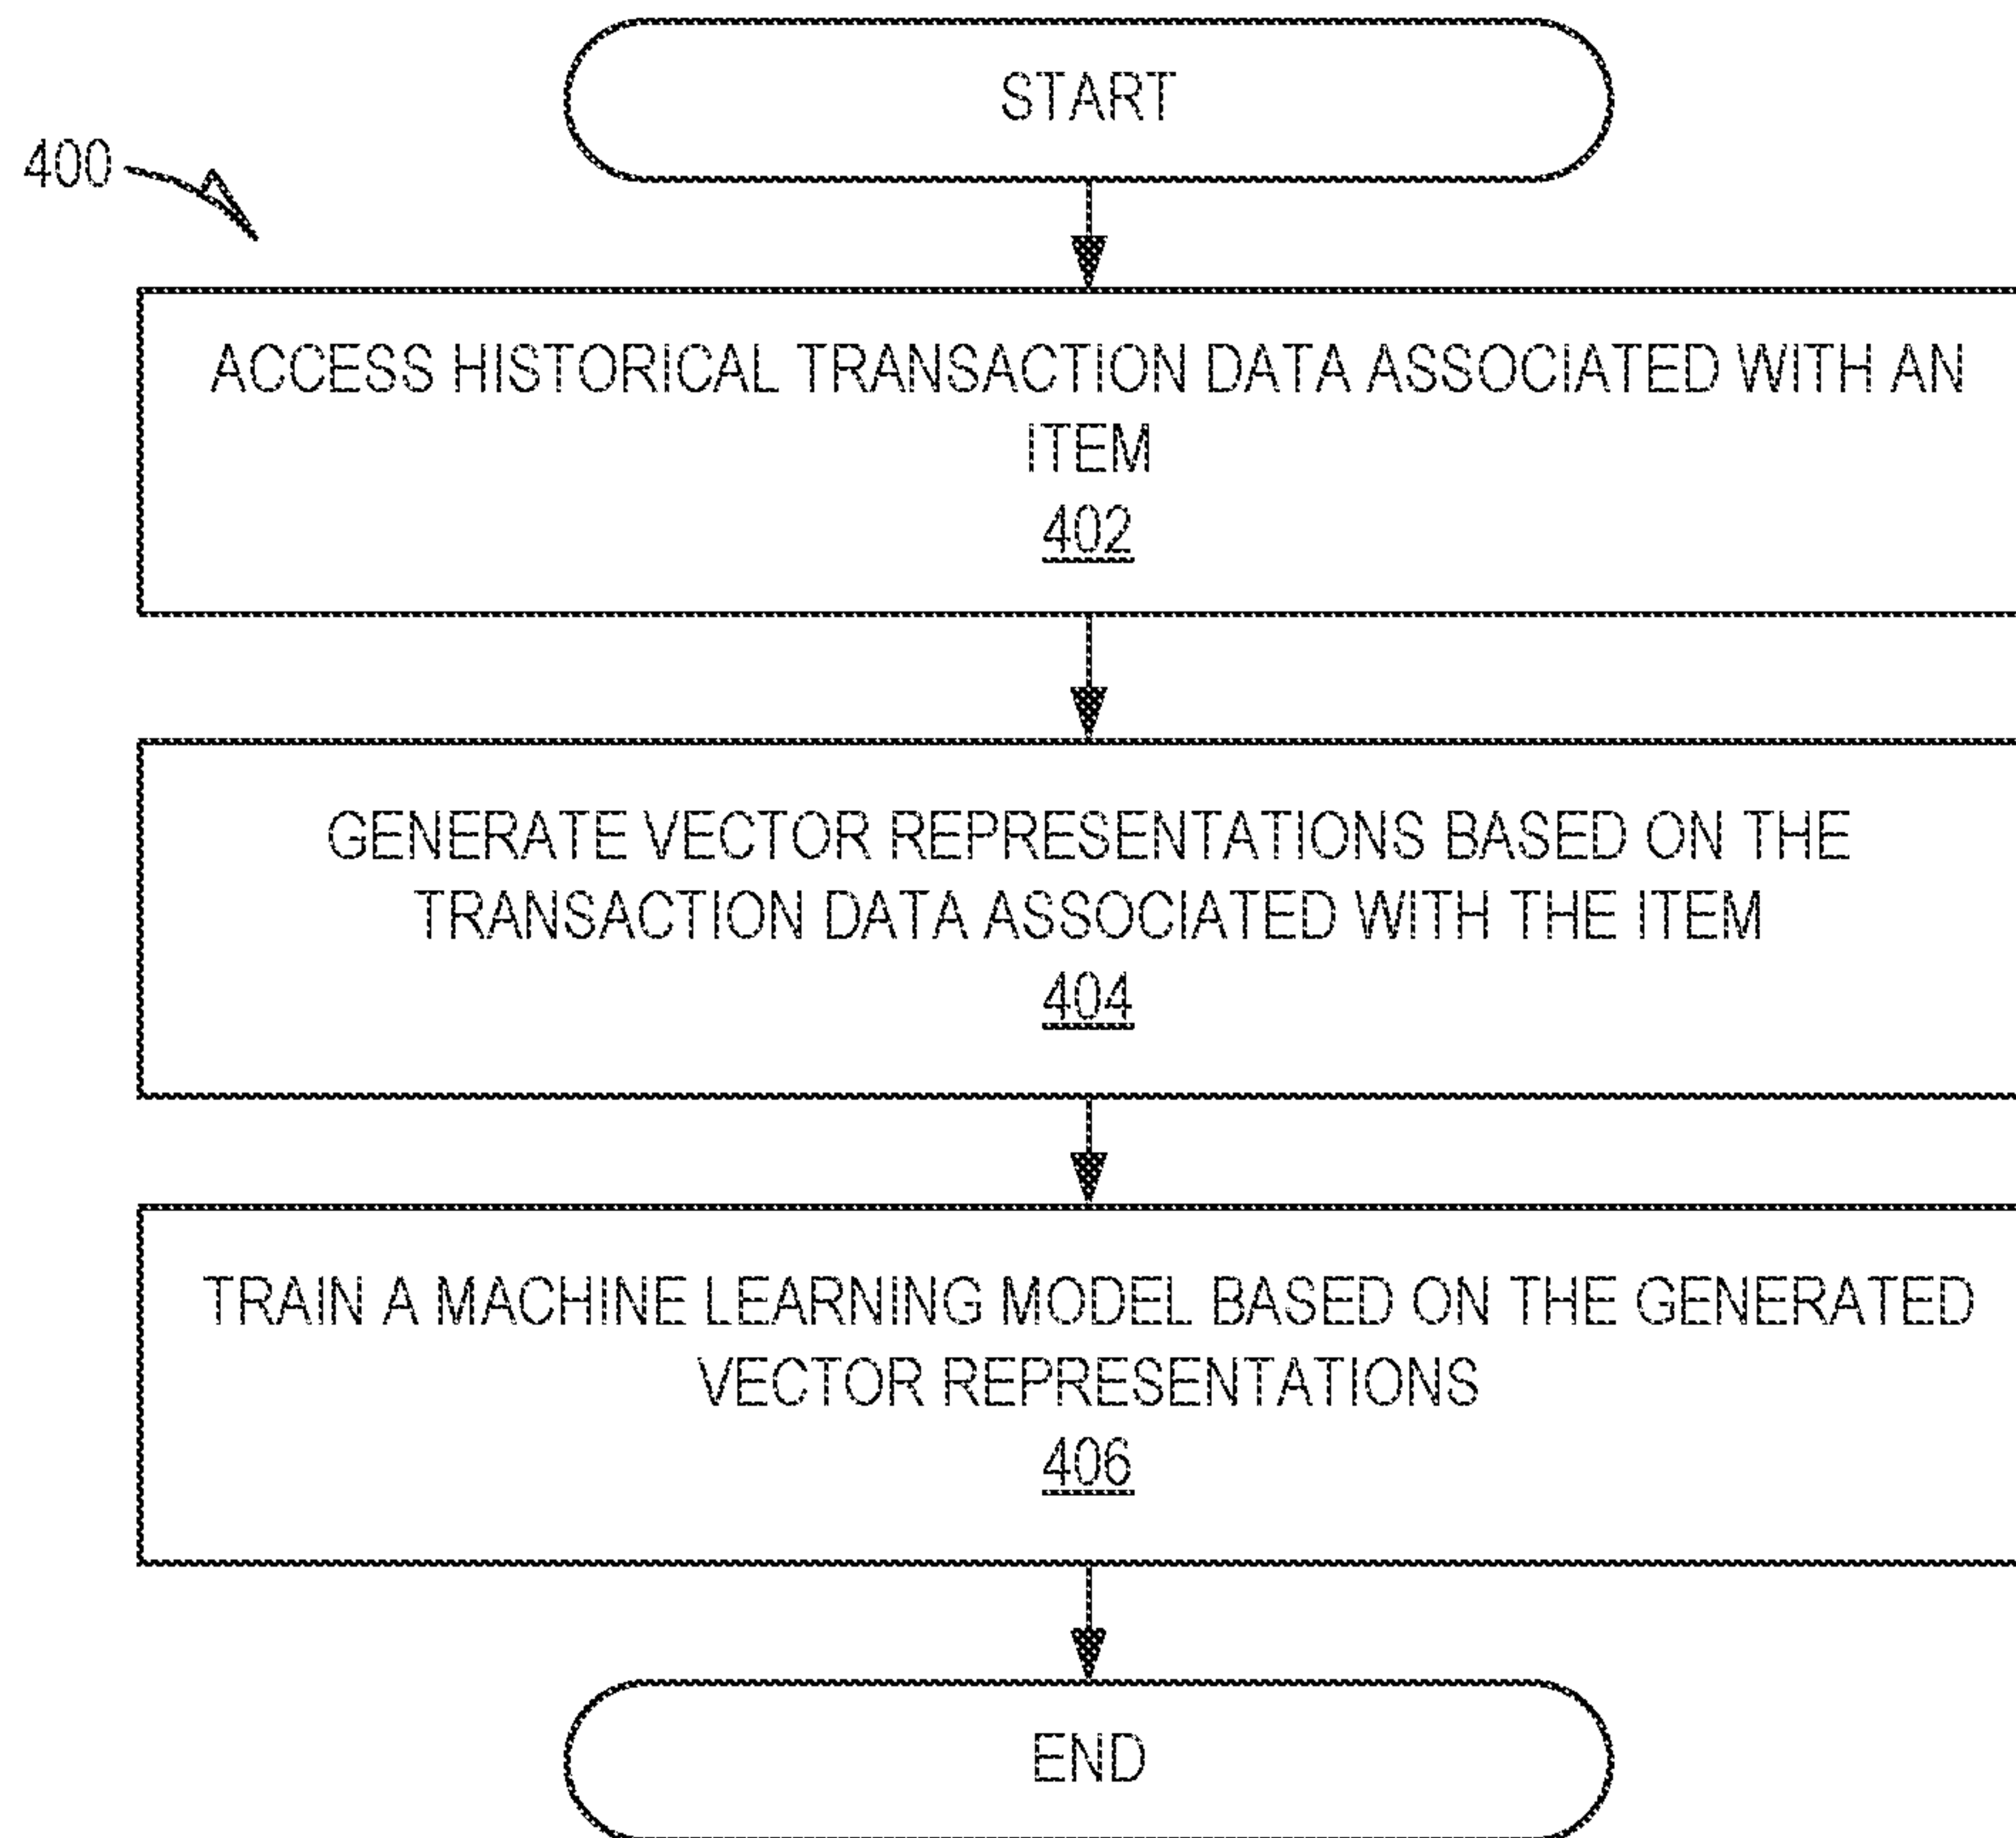 START
400
ACCESS HISTORICAL TRANSACTION DATA ASSOCIATED WITH AN
ITEM
402
GENERATE VECTOR REPRESENTATIONS BASED ON THE
TRANSACTION DATA ASSOCIATED WITH THE ITEM
404
TRAIN A MACHINE LEARNING MODEL BASED ON THE GENERATED
VECTOR REPRESENTATIONS
406
END